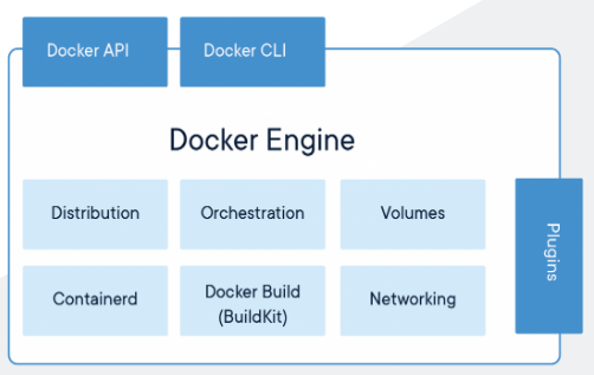 Docker API
Docker CLI
Docker Engine
Distribution
Orchestration
Volumes
Plugins
Containerd
Docker Build
(BuildKit)
Networking